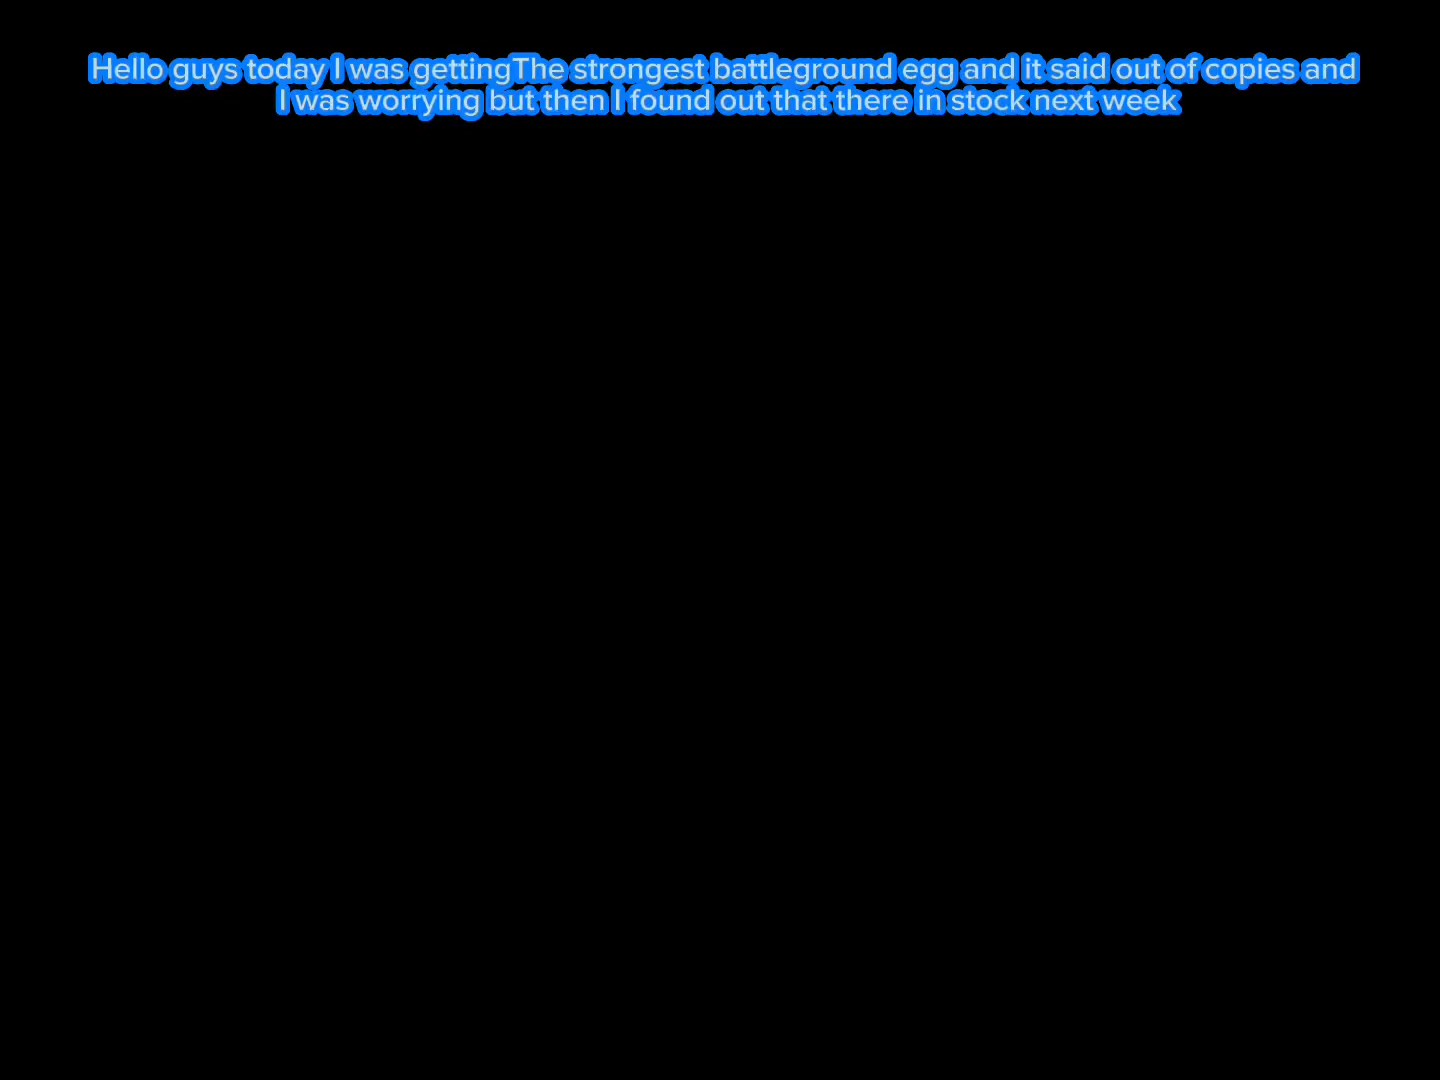 Hello guys today I was gettingThe strongest battleground egg and it said out of copies and
I was worrying but then I found out that there in stock next week